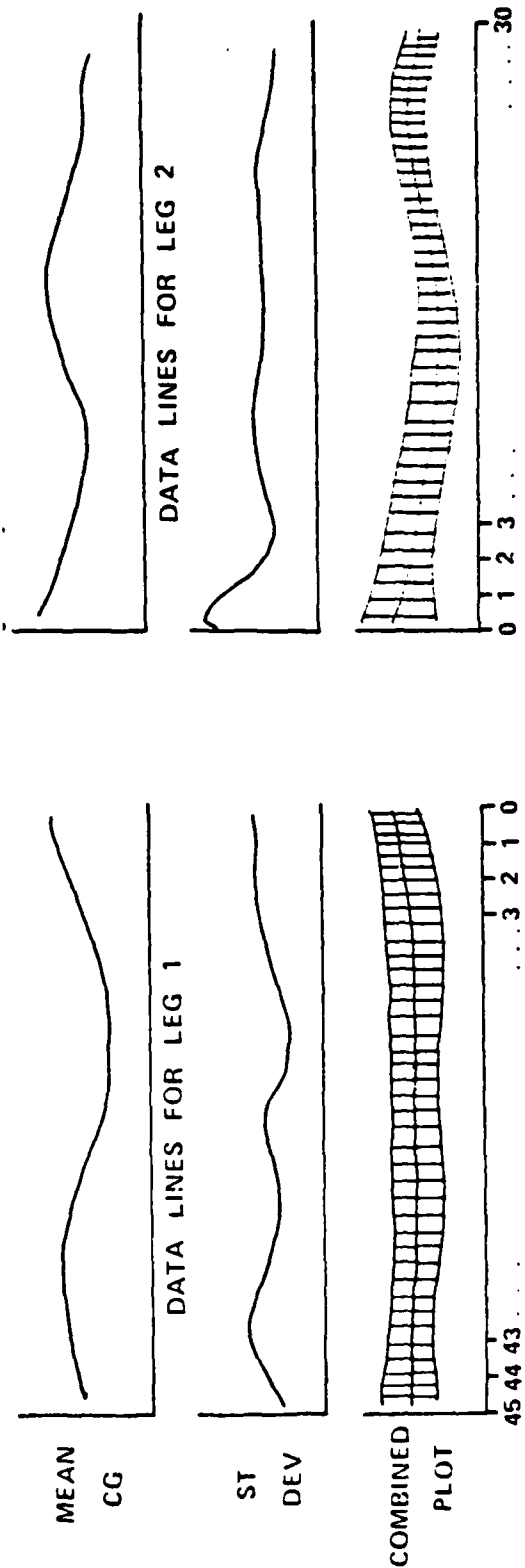 MEAN
CG
DATA LINES FOR LEG 1
ST
DEV
COMBINED
PLOT
45 44 43 . . . . . . . 3 2 1 0
DATA LINES FOR LEG 2
0 1 2 3 . . . . . . . . 30